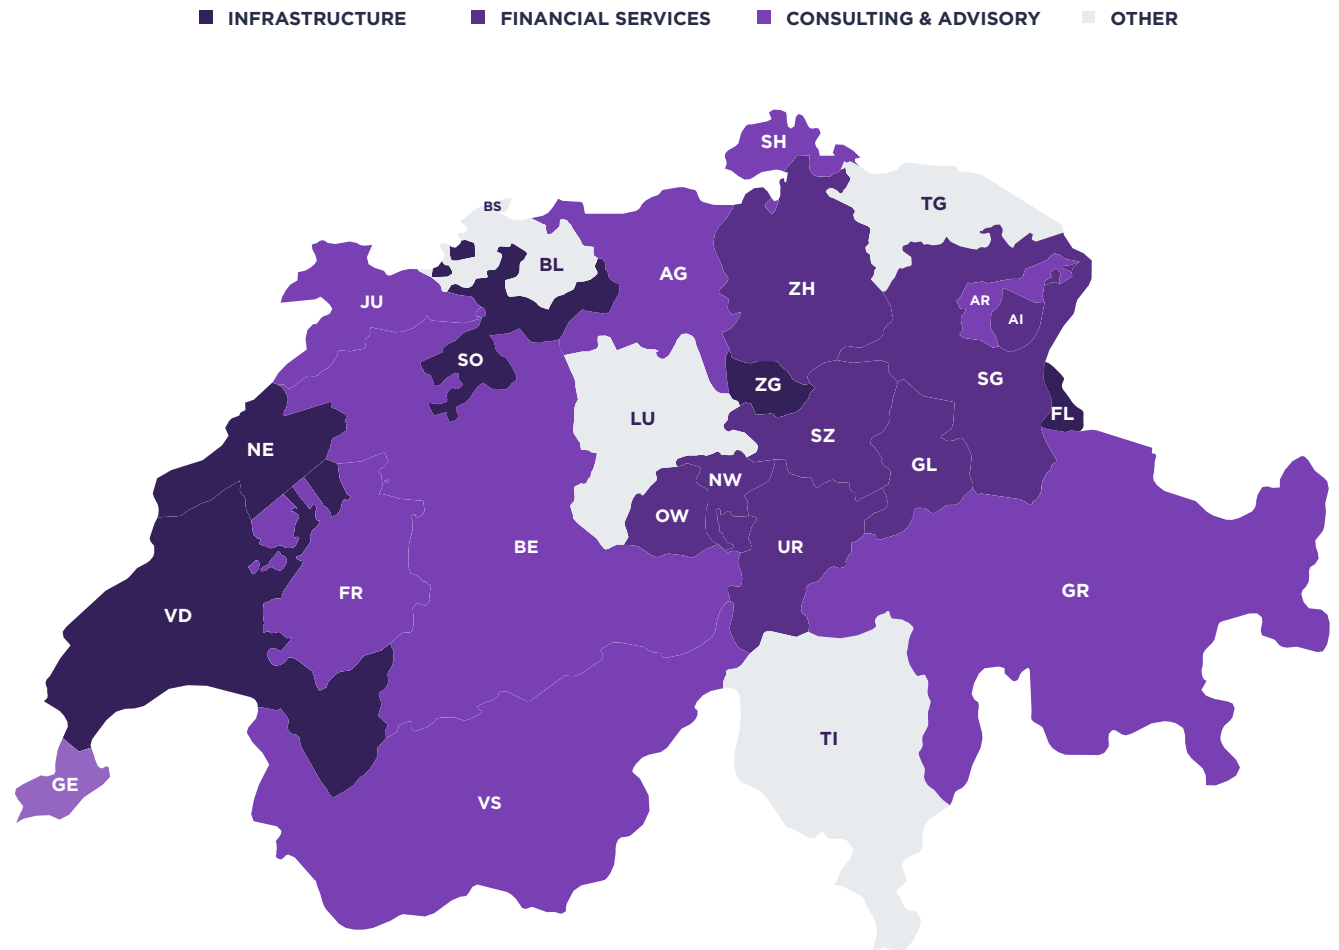 INFRASTRUCTURE FINANCIAL SERVICES CONSULTING & ADVISORY OTHER
SH
BS
TG
BL
AG
ZH
JU
AR
AI
SO
ZG
SG
LU
FL
SZ
NE
GL
NW
OW
BE
UR
FR
GR
VD
TI
GE
VS